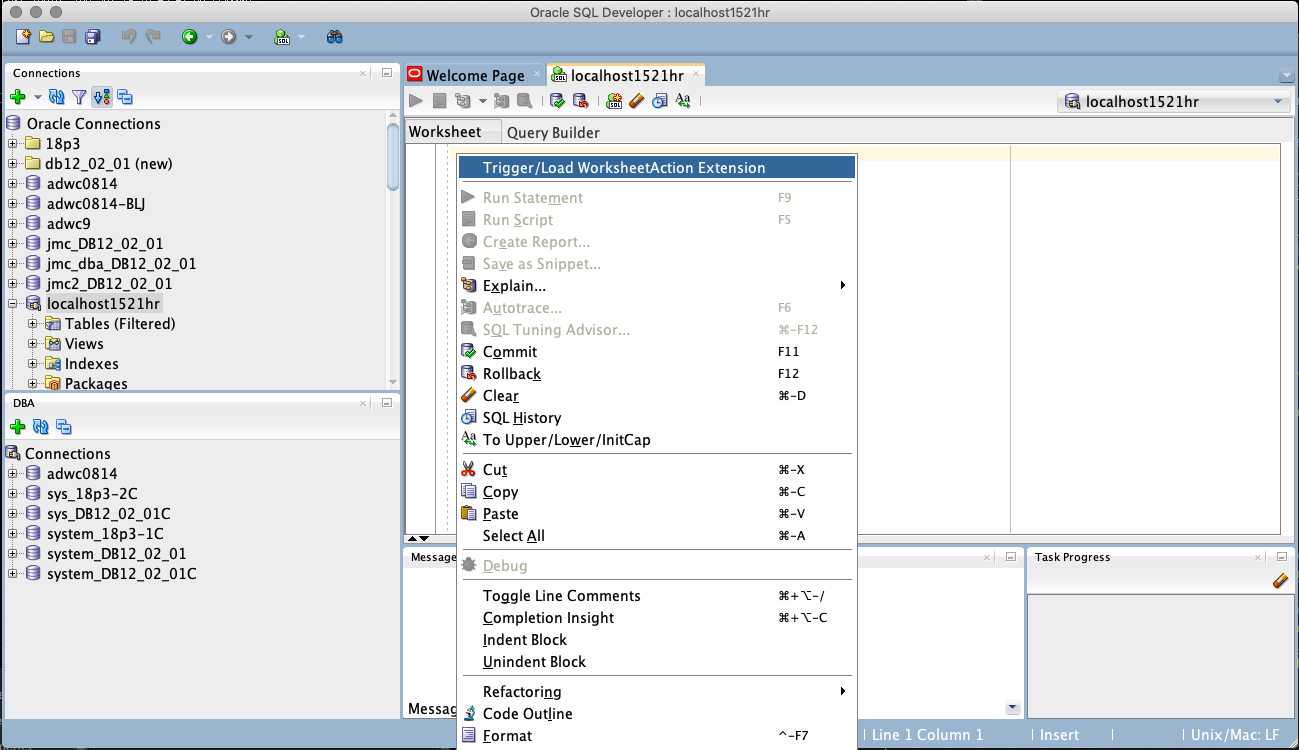 Oracle SQL Developer : localhost1521hr
Connections
Oracle Connections
18p3
db12_02_01 (new)
adwc0814
adwc0814-BLJ
adwc9
jmc_DB12_02_01
jmc_dba_DB12_02_01
jmc2_DB12_02_01
localhost1521hr
Tables (Filtered)
Views
Indexes
Packages
DBA
Connections
adwc0814
sys_18p3-2C
sys_DB12_02_01C
system_18p3-1C
system_DB12_02_01
system_DB12_02_01C
Welcome Page
localhost1521hr
SQL
localhost1521hr
Worksheet
Query Builder
Trigger/Load WorksheetAction Extension
Run Statement F9
Run Script F5
Create Report...
Save as Snippet...
Explain...
Autotrace... F6
SQL Tuning Advisor... ⌘-F12
Commit F11
Rollback F12
Clear ⌘-D
SQL History
To Upper/Lower/InitCap
Cut ⌘-X
Copy ⌘-C
Paste ⌘-V
Select All ⌘-A
Debug
Toggle Line Comments ⌘+⌥-/
Completion Insight ⌘+⌥-C
Indent Block
Unindent Block
Refactoring
Code Outline
Format ^-F7
Message
Messag
Task Progress
Line 1 Column 1
Insert
Unix/Mac: LF